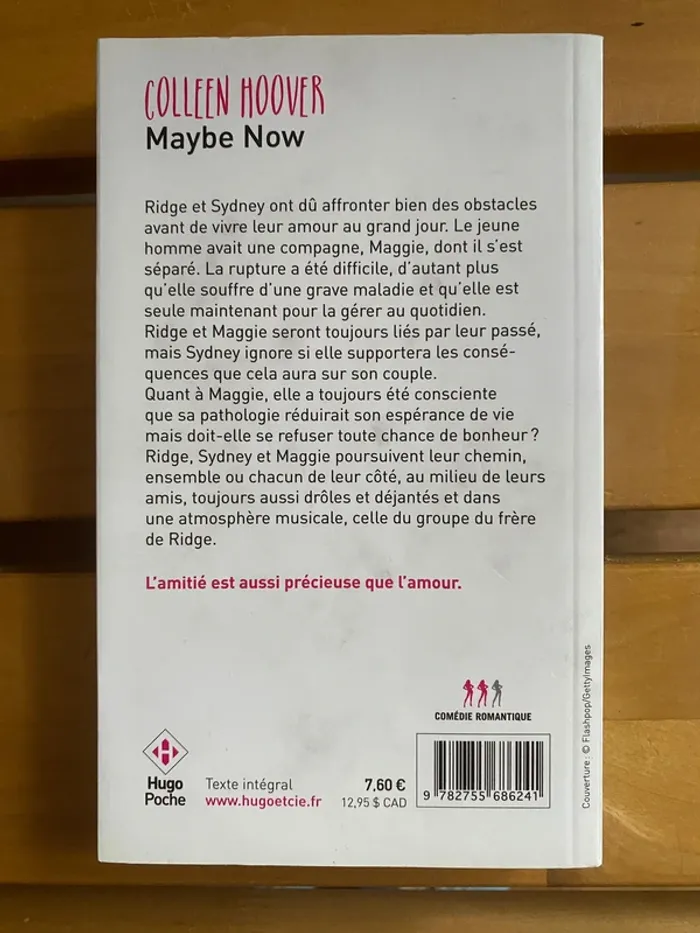 COLLEEN HOOVER
Maybe Now
Ridge et Sydney ont dû affronter bien des obstacles
avant de vivre leur amour au grand jour. Le jeune
homme avait une compagne, Maggie, dont il s'est
séparé. La rupture a été difficile, d'autant plus
qu'elle souffre d'une grave maladie et qu'elle est
seule maintenant pour la gérer au quotidien.
Ridge et Maggie seront toujours liés par leur passé,
mais Sydney ignore si elle supportera les consé-
quences que cela aura sur son couple.
Quant à Maggie, elle a toujours été consciente
que sa pathologie réduirait son espérance de vie
mais doit-elle se refuser toute chance de bonheur ?
Ridge, Sydney et Maggie poursuivent leur chemin,
ensemble ou chacun de leur côté, au milieu de leurs
amis, toujours aussi drôles et déjantés et dans
une atmosphère musicale, celle du groupe du frère
de Ridge.
L'amitié est aussi précieuse que l'amour.
COMÉDIE ROMANTIQUE
H
Hugo
Poche
Texte intégral
www.hugoetcie.fr
7,60 €
12,95 $ CAD
9 782755 686241
Couverture : © Flashpop/GettyImages